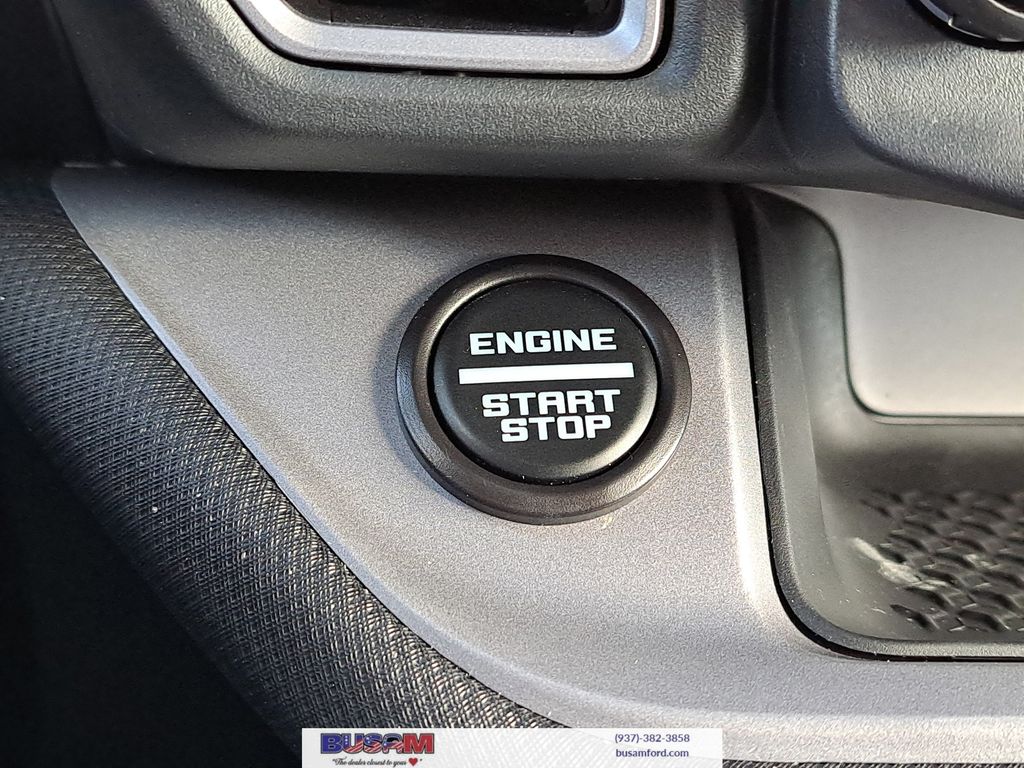 ENGINE
START
STOP
BUSAM
"The dealer closest to your
(937)-382-3858
busamford.com